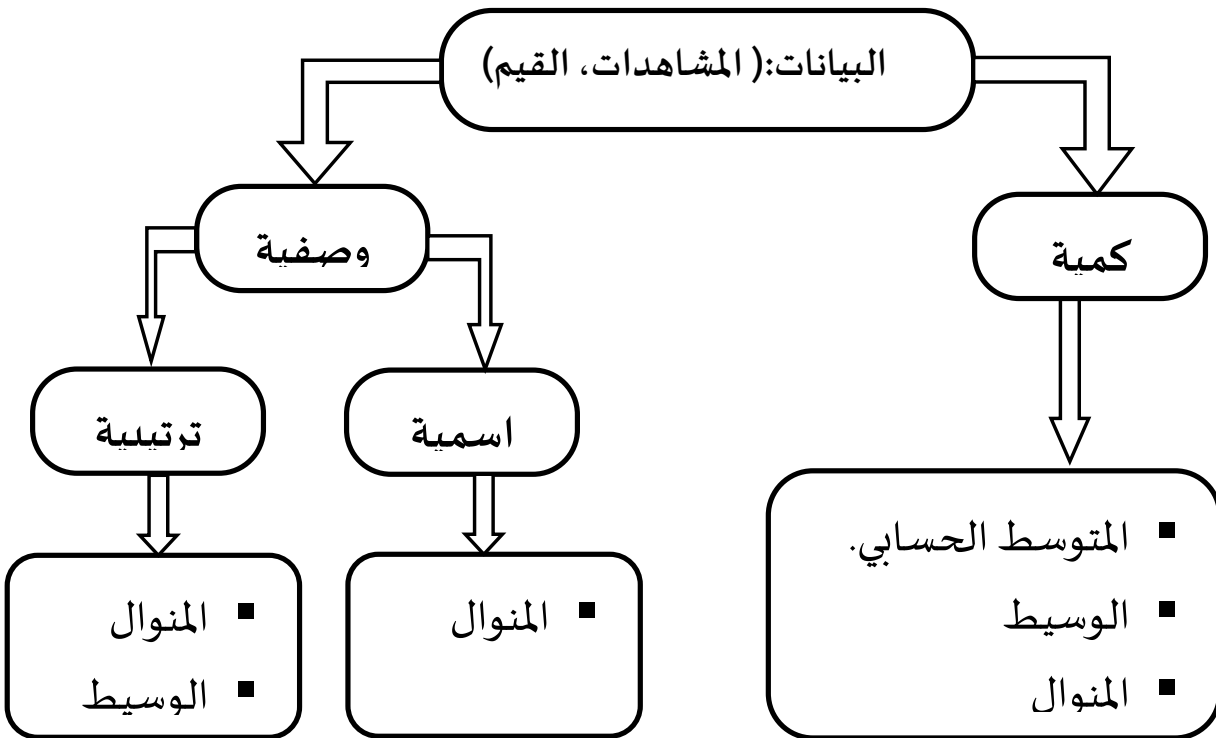 البيانات:( المشاهدات، القيم)
كمية
وصفية
اسمية
ترتيبية
▪ المتوسط الحسابي.
▪ الوسيط
▪ المنوال
▪ المنوال
▪ المنوال
▪ الوسيط